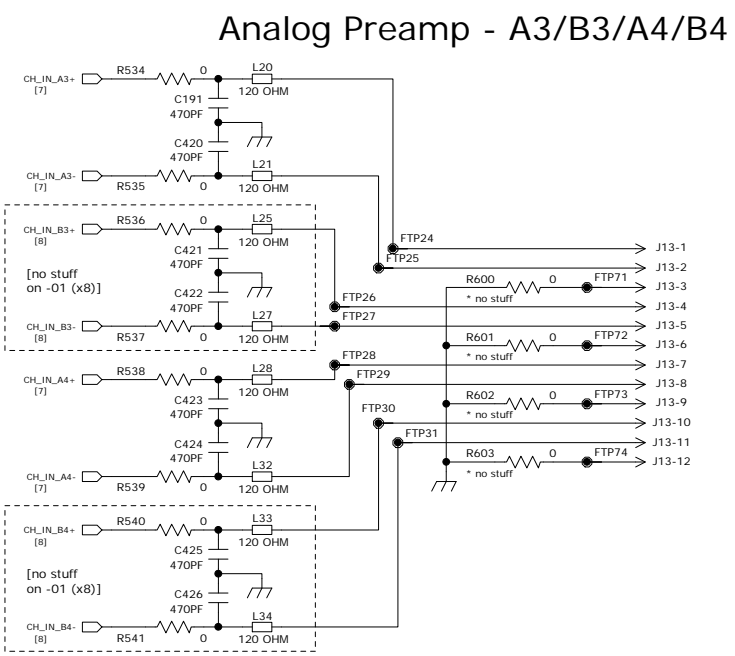 Analog Preamp - A3/B3/A4/B4
CH_IN_A3+
[7]
R534
0
L20
120 OHM
C191
470PF
C420
470PF
CH_IN_A3-
[7]
R535
0
L21
120 OHM
CH_IN_B3+
[8]
R536
0
L25
120 OHM
[no stuff
on -01 (x8)]
C421
470PF
C422
470PF
CH_IN_B3-
[8]
R537
0
L27
120 OHM
CH_IN_A4+
[7]
R538
0
L28
120 OHM
C423
470PF
C424
470PF
CH_IN_A4-
[7]
R539
0
L32
120 OHM
CH_IN_B4+
[8]
R540
0
L33
120 OHM
[no stuff
on -01 (x8)]
C425
470PF
C426
470PF
CH_IN_B4-
[8]
R541
0
L34
120 OHM
FTP24
J13-1
FTP25
J13-2
R600
0
FTP71
J13-3
* no stuff
FTP26
J13-4
FTP27
J13-5
R601
0
FTP72
J13-6
* no stuff
FTP28
J13-7
FTP29
J13-8
R602
0
FTP73
J13-9
* no stuff
FTP30
J13-10
FTP31
J13-11
R603
0
FTP74
J13-12
* no stuff